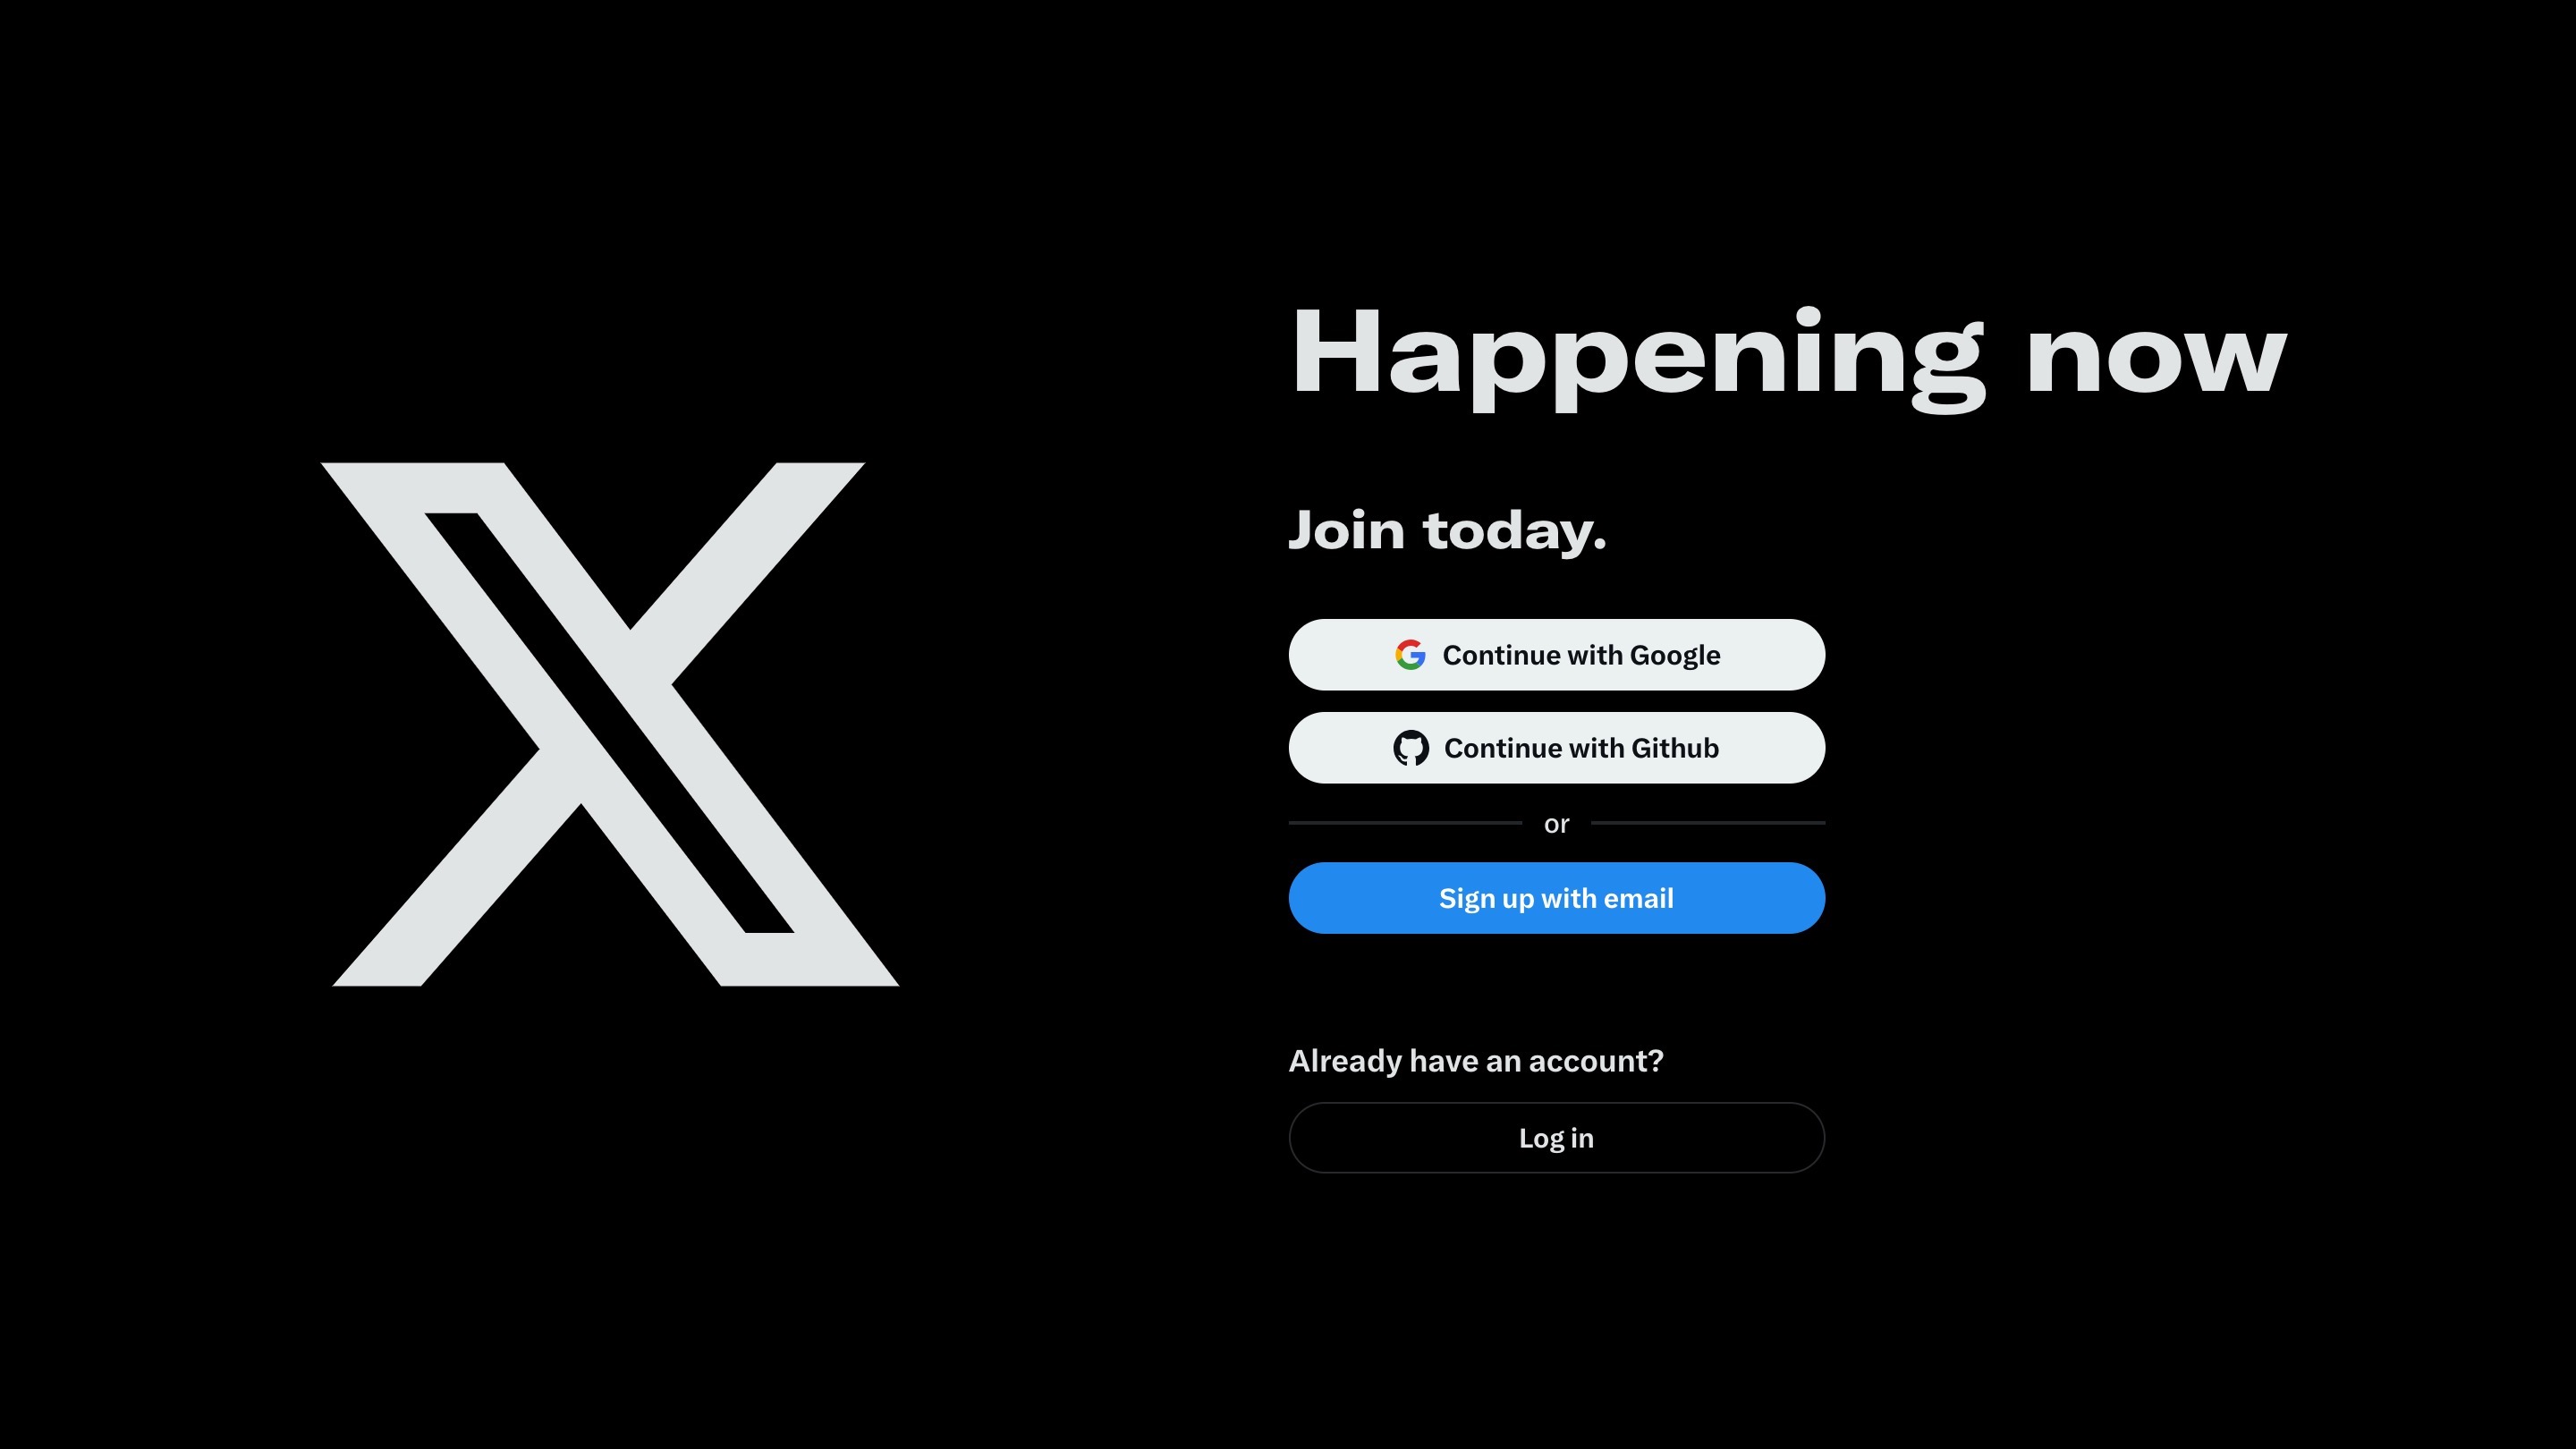 Happening now
Join today.
Continue with Google
Continue with Github
or
Sign up with email
Already have an account?
Log in